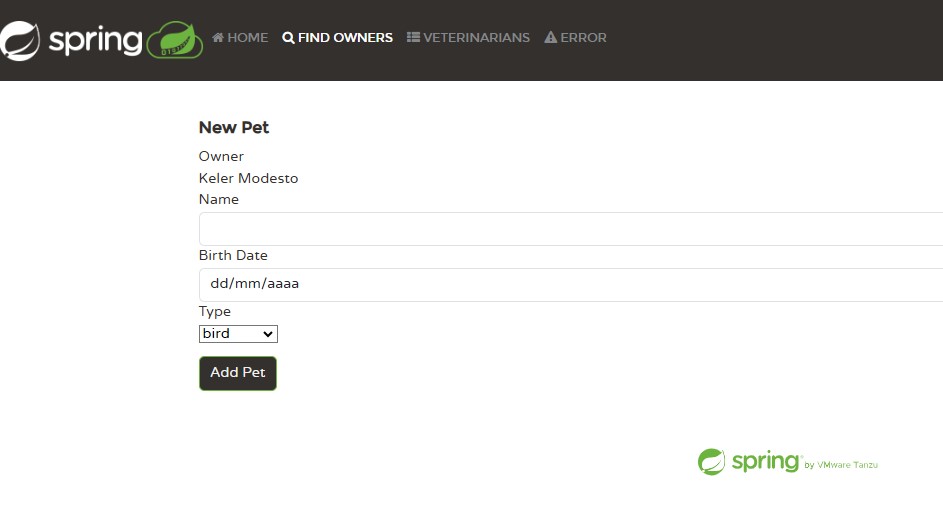 spring HOME FIND OWNERS VETERINARIANS ERROR
New Pet
Owner
Keler Modesto
Name
Birth Date
dd/mm/aaaa
Type
bird
Add Pet
spring by VMware Tanzu